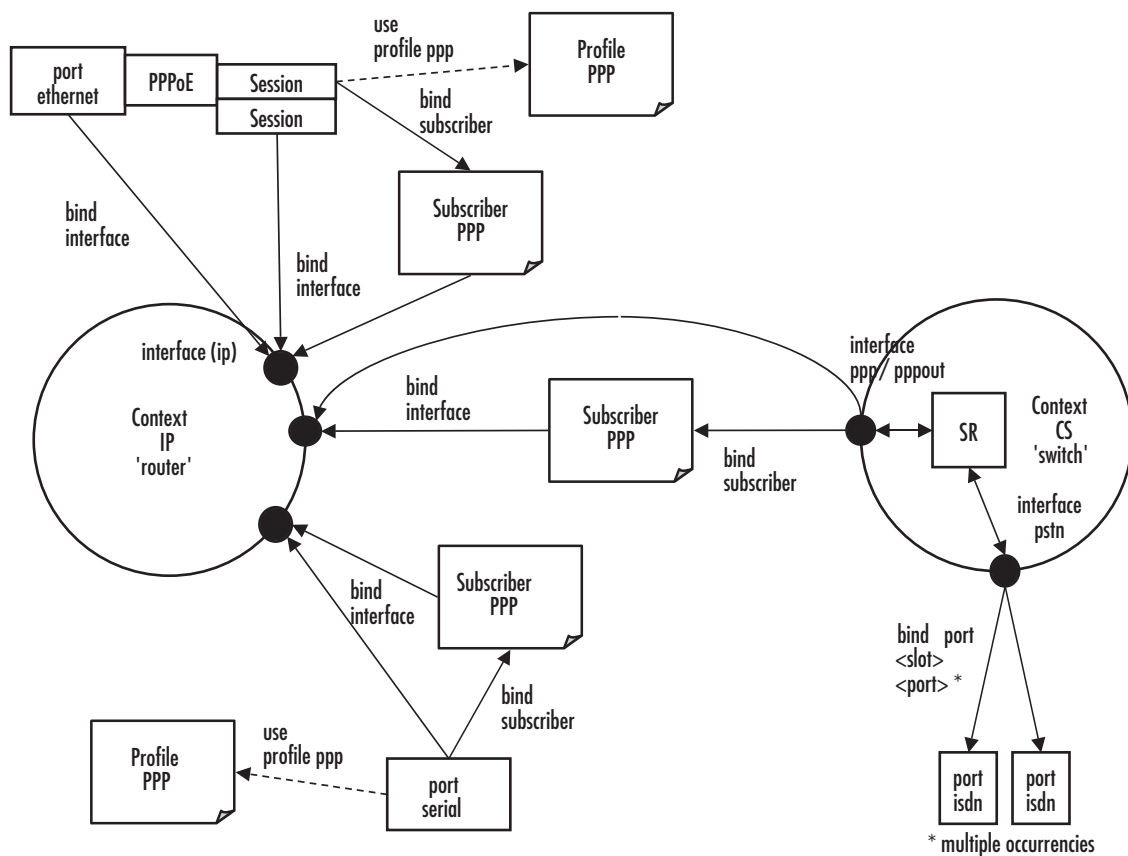 use
profile ppp
Profile
PPP
port
ethernet
PPPoE
Session
Session
bind
subscriber
Subscriber
PPP
bind
interface
bind
interface
interface (ip)
Context
IP
'router'
bind
interface
Subscriber
PPP
bind
subscriber
interface
ppp / pppout
SR
Context
CS
'switch'
interface
pstn
Subscriber
PPP
bind
interface
bind
subscriber
bind port
<slot>
<port> *
use
profile ppp
Profile
PPP
port
serial
port
isdn
port
isdn
* multiple occurrencies